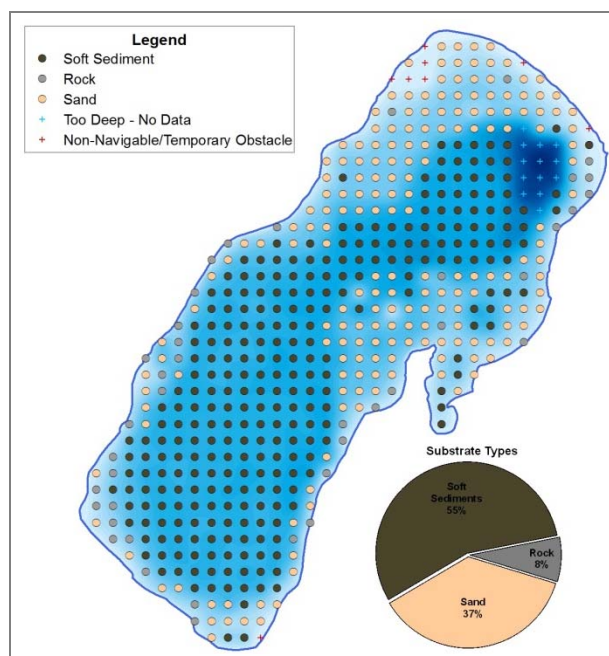 Legend
Soft Sediment
Rock
Sand
Too Deep - No Data
Non-Navigable/Temporary Obstacle
Substrate Types
Soft
Sediments
55%
Rock
8%
Sand
37%